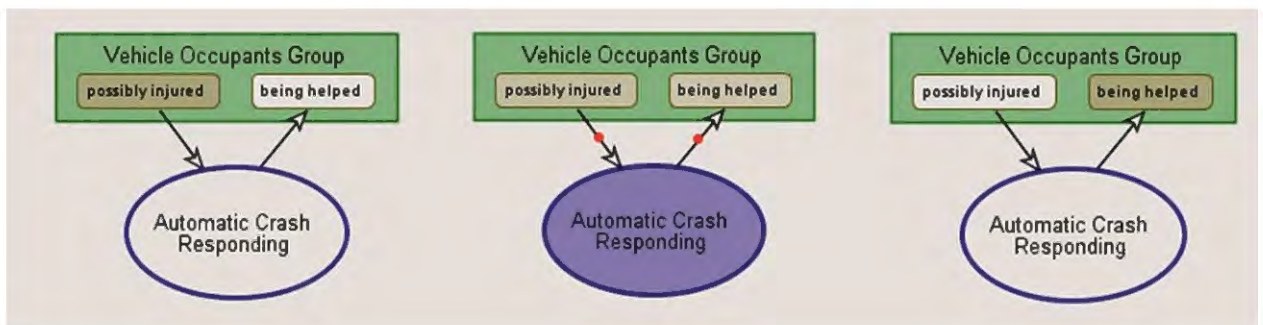 Vehicle Occupants Group
possibly injured
being helped
Automatic Crash
Responding
Vehicle Occupants Group
possibly injured
being helped
Automatic Crash
Responding
Vehicle Occupants Group
possibly injured
being helped
Automatic Crash
Responding